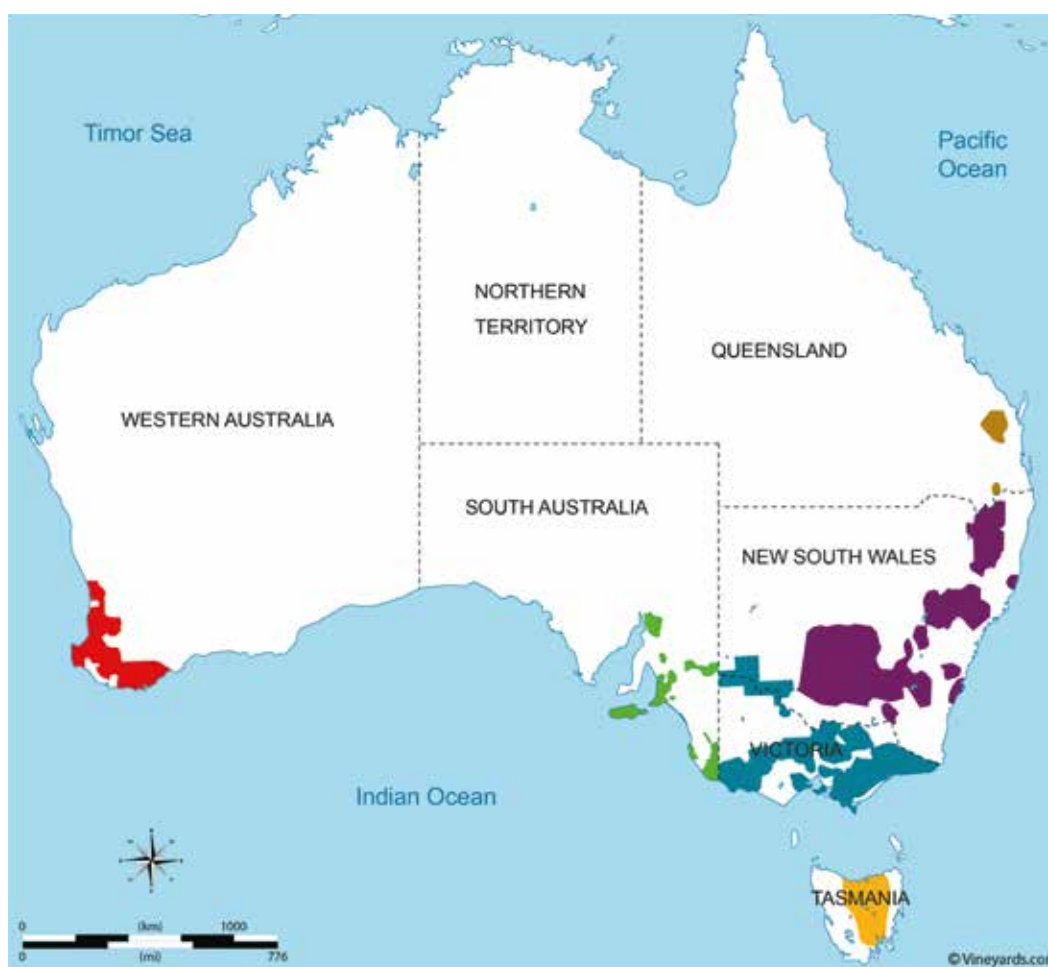 Timor Sea
Pacific
Ocean
NORTHERN
TERRITORY
QUEENSLAND
WESTERN AUSTRALIA
SOUTH AUSTRALIA
NEW SOUTH WALES
VICTORIA
Indian Ocean
TASMANIA
0 (km) 1000
0 (mi) 776
©Vineyards.com